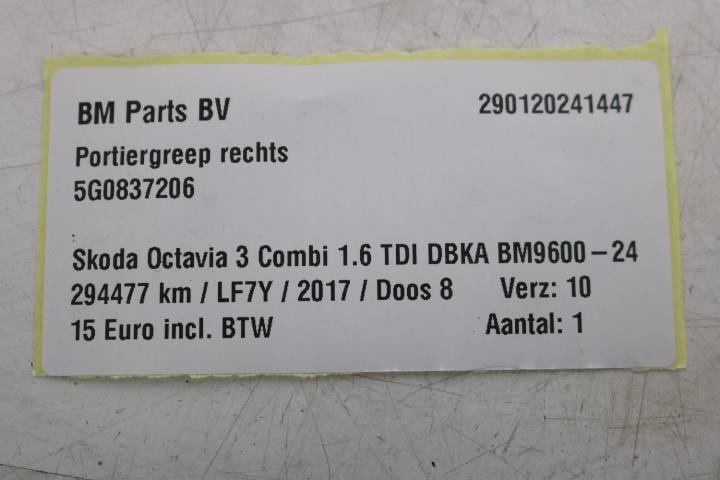 BM Parts BV 290120241447
Portiergreep rechts
5G0837206
Skoda Octavia 3 Combi 1.6 TDI DBKA BM9600-24
294477 km / LF7Y / 2017 / Doos 8 Verz: 10
15 Euro incl. BTW Aantal: 1